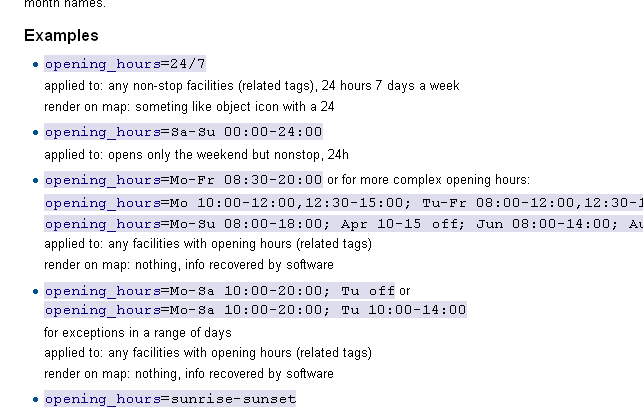 month names.
Examples
opening_hours=24/7
applied to: any non-stop facilities (related tags), 24 hours 7 days a week
render on map: someting like object icon with a 24
opening_hours=Sa-Su 00:00-24:00
applied to: opens only the weekend but nonstop, 24h
opening_hours=Mo-Fr 08:30-20:00 or for more complex opening hours:
opening_hours=Mo 10:00-12:00,12:30-15:00; Tu-Fr 08:00-12:00,12:30-1
opening_hours=Mo-Su 08:00-18:00; Apr 10-15 off; Jun 08:00-14:00; Au
applied to: any facilities with opening hours (related tags)
render on map: nothing, info recovered by software
opening_hours=Mo-Sa 10:00-20:00; Tu off or
opening_hours=Mo-Sa 10:00-20:00; Tu 10:00-14:00
for exceptions in a range of days
applied to: any facilities with opening hours (related tags)
render on map: nothing, info recovered by software
opening_hours=sunrise-sunset